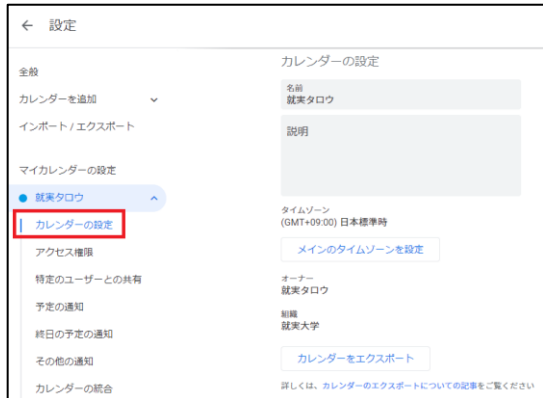 ← 設定
全般
カレンダーを追加
インポート / エクスポート
マイカレンダーの設定
就実タロウ
カレンダーの設定
アクセス権限
特定のユーザーとの共有
予定の通知
終日の予定の通知
その他の通知
カレンダーの統合
カレンダーの設定
名前
就実タロウ
説明
タイムゾーン
(GMT+09:00) 日本標準時
メインのタイムゾーンを設定
オーナー
就実タロウ
組織
就実大学
カレンダーをエクスポート
詳しくは、カレンダーのエクスポートについての記事をご覧ください